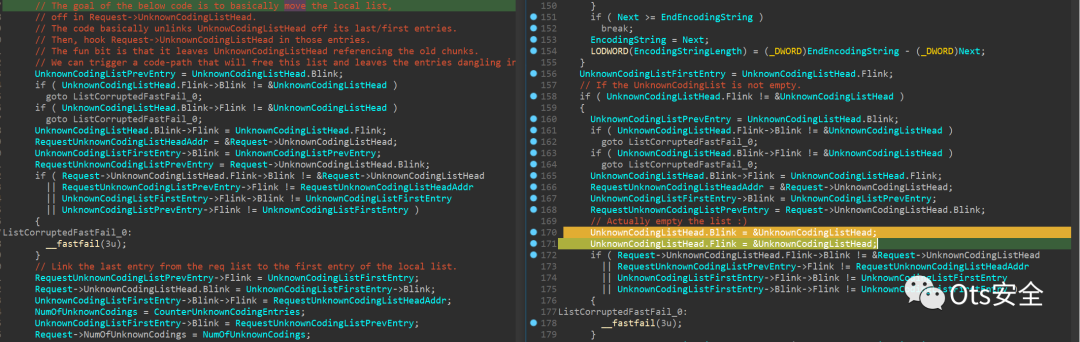 // The goal of the below code is to basically move the local list,
// off in Request->UnknownCodingListHead.
// The code basically unlinks UnknowCodingListHead off its last/first entries.
// Then, hook Request->UnknownCodingListHead in those entries.
// The fun bit is that it leaves UnknownCodingListHead referencing the old chunks.
// We can trigger a code-path that will free this list and leaves the entries dangling in
UnknownCodingListPrevEntry = UnknownCodingListHead.Blink;
if ( UnknownCodingListHead.Flink->Blink != &UnknownCodingListHead )
goto ListCorruptedFastFail_0;
if ( UnknownCodingListHead.Blink->Flink != &UnknownCodingListHead )
goto ListCorruptedFastFail_0;
UnknownCodingListHead.Blink->Flink = UnknownCodingListHead.Flink;
RequestUnknownCodingListHeadAddr = &Request->UnknownCodingListHead;
UnknownCodingListFirstEntry->Blink = UnknownCodingListPrevEntry;
RequestUnknownCodingListPrevEntry = Request->UnknownCodingListHead.Blink;
if ( Request->UnknownCodingListHead.Flink->Blink != &Request->UnknownCodingListHead
|| RequestUnknownCodingListPrevEntry->Flink != RequestUnknownCodingListHeadAddr
|| UnknownCodingListFirstEntry->Flink->Blink != UnknownCodingListFirstEntry
|| UnknownCodingListPrevEntry->Flink != UnknownCodingListFirstEntry )
{
ListCorruptedFastFail_0:
__fastfail(3u);
}
// Link the last entry from the req list to the first entry of the local list.
RequestUnknownCodingListPrevEntry->Flink = UnknownCodingListFirstEntry;
Request->UnknownCodingListHead.Blink = UnknownCodingListFirstEntry->Blink;
UnknownCodingListFirstEntry->Blink->Flink = RequestUnknownCodingListHeadAddr;
NumOfUnknownCodings = CounterUnknownCodingEntries;
UnknownCodingListFirstEntry->Blink = RequestUnknownCodingListPrevEntry;
Request->NumOfUnknownCodings = NumOfUnknownCodings;
150 }
151 if ( Next >= EndEncodingString )
152 break;
153 EncodingString = Next;
154 LODWORD(EncodingStringLength) = (_DWORD)EndEncodingString - (_DWORD)Next;
155 }
156 UnknownCodingListFirstEntry = UnknownCodingListHead.Flink;
157 // If the UnknownCodingList is not empty.
158 if ( UnknownCodingListHead.Flink != &UnknownCodingListHead )
159 {
160 UnknownCodingListPrevEntry = UnknownCodingListHead.Blink;
161 if ( UnknownCodingListHead.Flink->Blink != &UnknownCodingListHead )
162 goto ListCorruptedFastFail_0;
163 if ( UnknownCodingListHead.Blink->Flink != &UnknownCodingListHead )
164 goto ListCorruptedFastFail_0;
165 UnknownCodingListHead.Blink->Flink = UnknownCodingListHead.Flink;
166 RequestUnknownCodingListHeadAddr = &Request->UnknownCodingListHead;
167 UnknownCodingListFirstEntry->Blink = UnknownCodingListPrevEntry;
168 RequestUnknownCodingListPrevEntry = Request->UnknownCodingListHead.Blink;
169 // Actually empty the list :)
170 UnknownCodingListHead.Blink = &UnknownCodingListHead;
171 UnknownCodingListHead.Flink = &UnknownCodingListHead;
172 if ( Request->UnknownCodingListHead.Flink->Blink != &Request->UnknownCodingListHead
173 || RequestUnknownCodingListPrevEntry->Flink != RequestUnknownCodingListHeadAddr
174 || UnknownCodingListFirstEntry->Flink->Blink != UnknownCodingListFirstEntry
175 || UnknownCodingListFirstEntry->Blink->Flink != UnknownCodingListFirstEntry )
176 {
177 ListCorruptedFastFail_0:
178 __fastfail(3u);
179 }
Ots安全